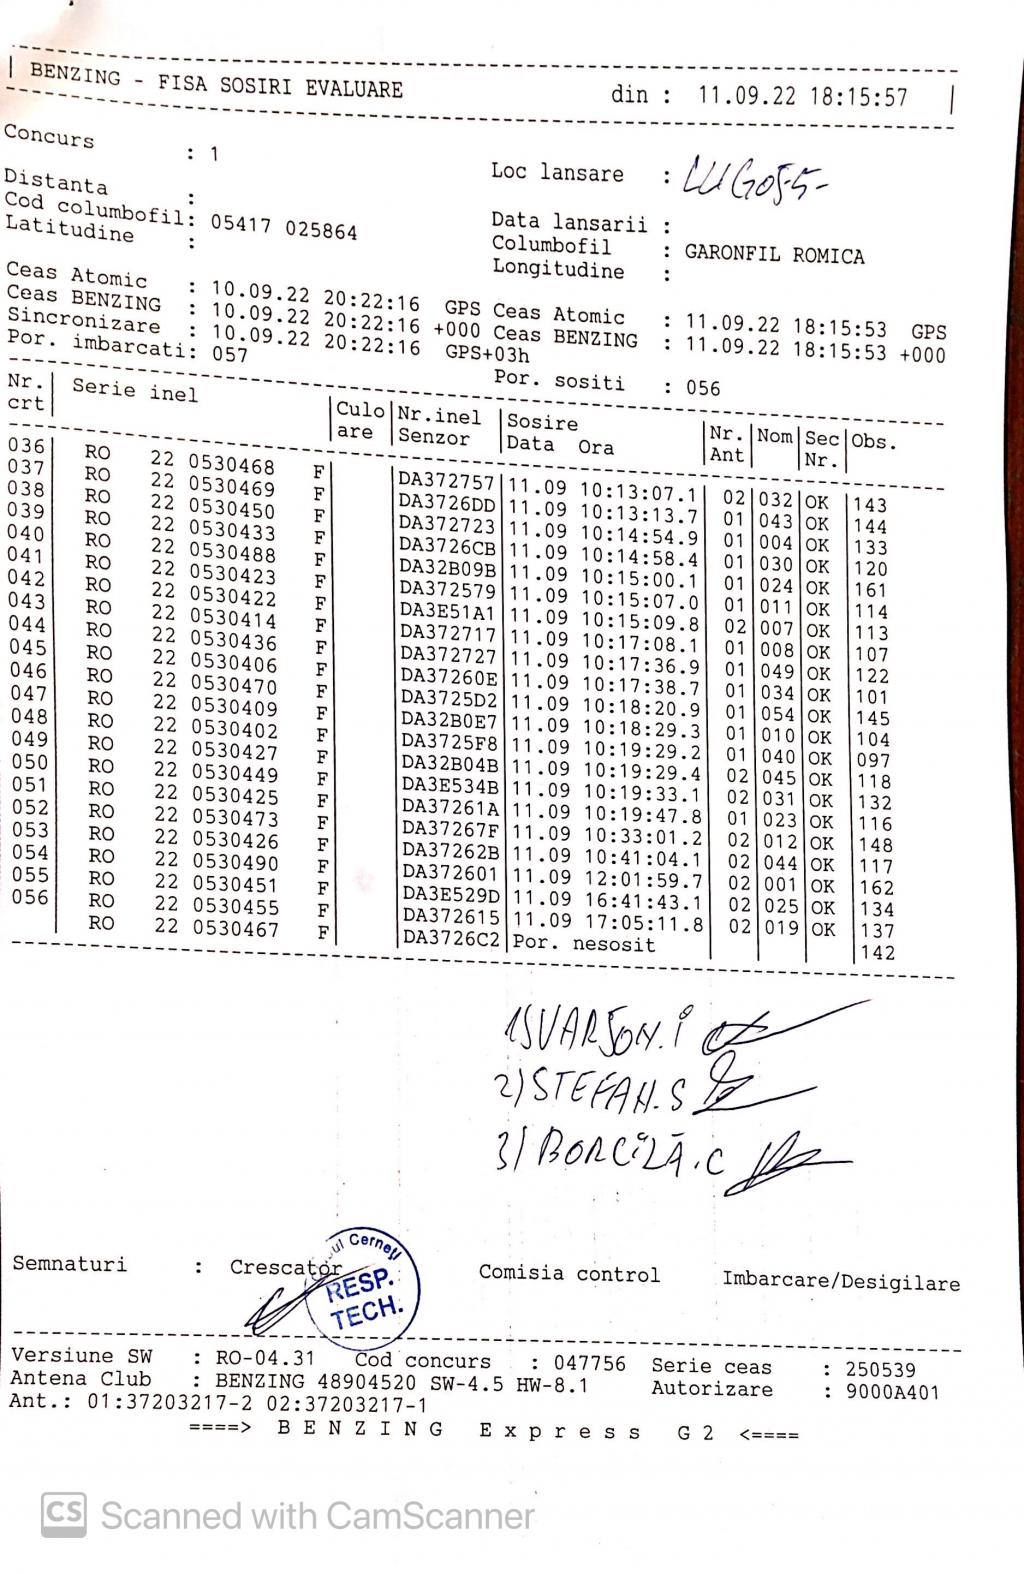 | BENZING - FISA SOSIRI EVALUARE din : 11.09.22 18:15:57 |
Concurs : 1 Loc lansare : LUGOJ-5-
Distanta : Data lansarii :
Cod columbofil: 05417 025864 Columbofil : GARONFIL ROMICA
Latitudine : Longitudine :
Ceas Atomic : 10.09.22 20:22:16 GPS Ceas Atomic : 11.09.22 18:15:53 GPS
Ceas BENZING : 10.09.22 20:22:16 +000 Ceas BENZING : 11.09.22 18:15:53 +000
Sincronizare : 10.09.22 20:22:16 GPS+03h
Por. imbarcati: 057 Por. sositi : 056
Nr. | Serie inel | Culo | Nr.inel | Sosire | Nr. | Nom | Sec | Obs.
crt | are | Senzor | Data Ora | Ant | Nr.
036 RO 22 0530468 F DA372757 11.09 10:13:07.1 02 032 OK 143
037 RO 22 0530469 F DA3726DD 11.09 10:13:13.7 01 043 OK 144
038 RO 22 0530450 F DA372723 11.09 10:14:54.9 01 004 OK 133
039 RO 22 0530433 F DA3726CB 11.09 10:14:58.4 01 030 OK 120
040 RO 22 0530488 F DA32B09B 11.09 10:15:00.1 01 024 OK 161
041 RO 22 0530423 F DA372579 11.09 10:15:07.0 01 011 OK 114
042 RO 22 0530422 F DA3E51A1 11.09 10:15:09.8 02 007 OK 113
043 RO 22 0530414 F DA372717 11.09 10:17:08.1 01 008 OK 107
044 RO 22 0530436 F DA372727 11.09 10:17:36.9 01 049 OK 122
045 RO 22 0530406 F DA37260E 11.09 10:17:38.7 01 034 OK 101
046 RO 22 0530470 F DA3725D2 11.09 10:18:20.9 01 054 OK 145
047 RO 22 0530409 F DA32B0E7 11.09 10:18:29.3 01 010 OK 104
048 RO 22 0530402 F DA3725F8 11.09 10:19:29.2 01 040 OK 097
049 RO 22 0530427 F DA32B04B 11.09 10:19:29.4 02 045 OK 118
050 RO 22 0530449 F DA3E534B 11.09 10:19:33.1 02 031 OK 132
051 RO 22 0530425 F DA37261A 11.09 10:19:47.8 01 023 OK 116
052 RO 22 0530473 F DA37267F 11.09 10:33:01.2 02 012 OK 148
053 RO 22 0530426 F DA37262B 11.09 10:41:04.1 02 044 OK 117
054 RO 22 0530490 F DA372601 11.09 12:01:59.7 02 001 OK 162
055 RO 22 0530451 F DA3E529D 11.09 16:41:43.1 02 025 OK 134
056 RO 22 0530455 F DA372615 11.09 17:05:11.8 02 019 OK 137
RO 22 0530467 F DA3726C2 Por. nesosit 142
1) VARJON.i
2) STEFAN.S
3) BORCILĂ.C
Cerneți
RESP.
TECH.
Semnaturi : Crescator Comisia control Imbarcare/Desigilare
Versiune SW : RO-04.31 Cod concurs : 047756 Serie ceas : 250539
Antena Club : BENZING 48904520 SW-4.5 HW-8.1 Autorizare : 9000A401
Ant.: 01:37203217-2 02:37203217-1
====> B E N Z I N G E x p r e s s G 2 <====
CS Scanned with CamScanner